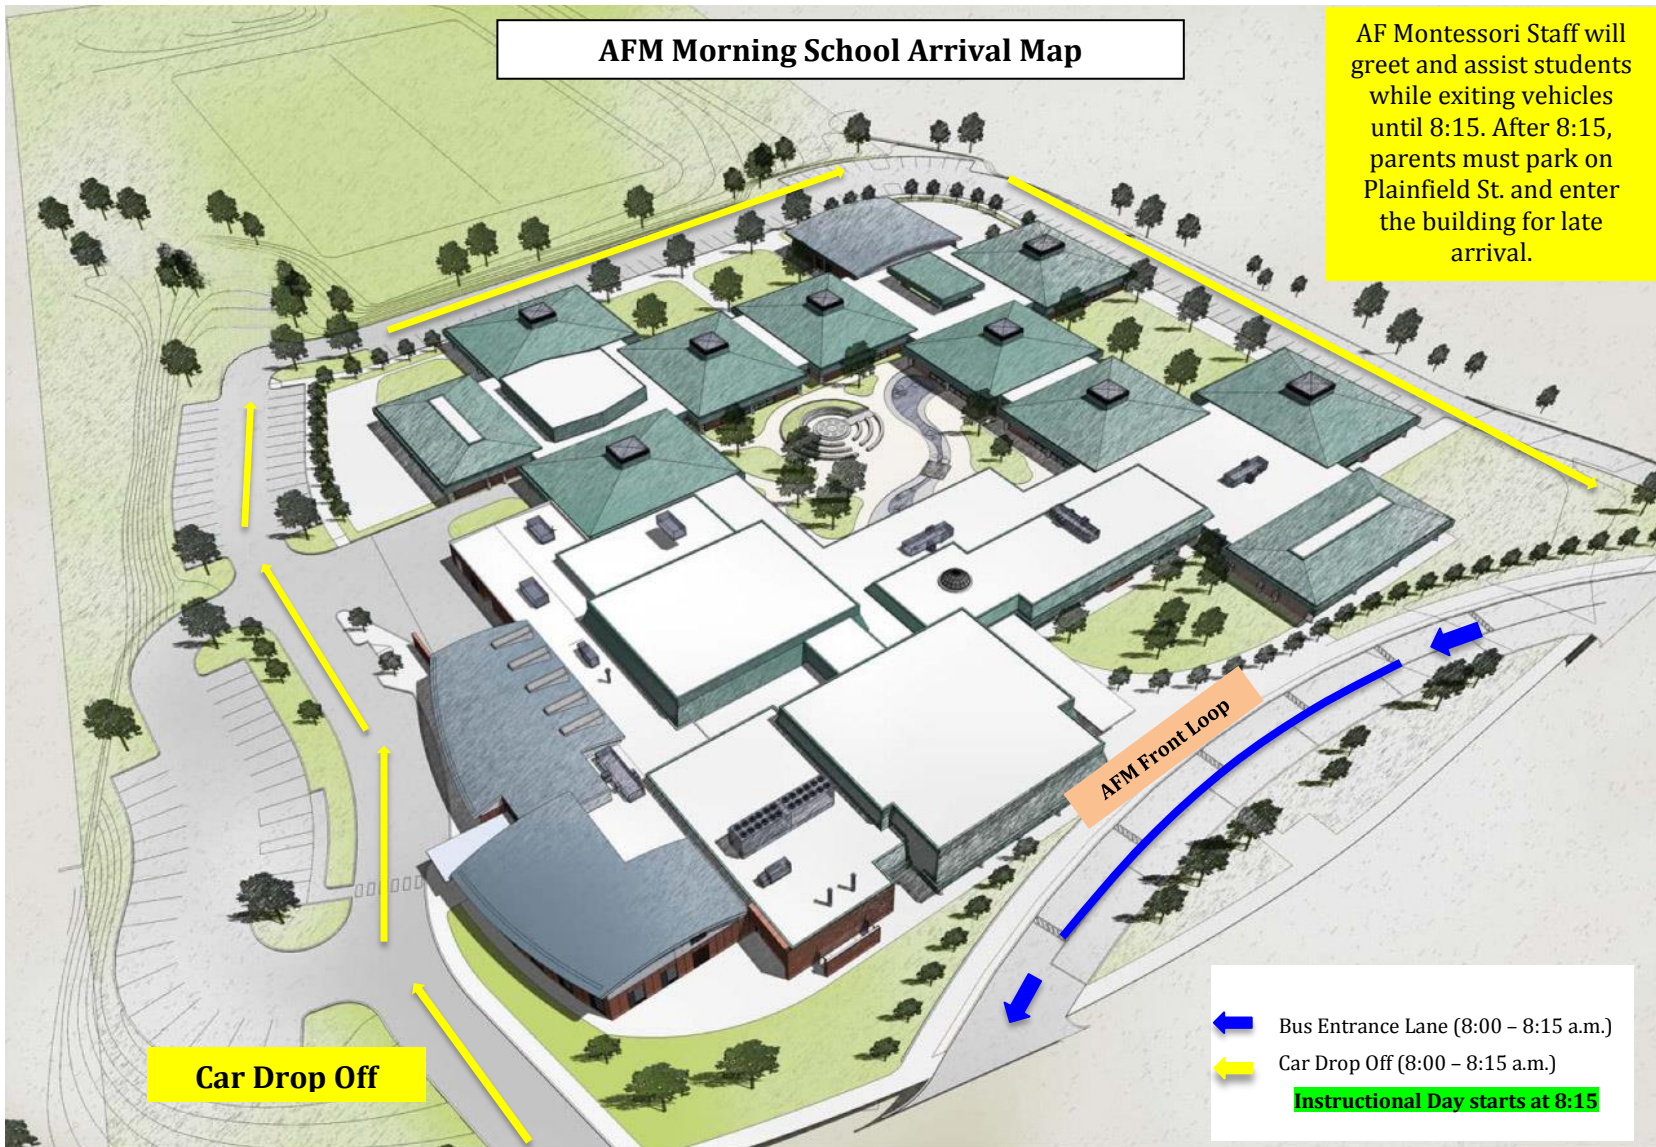 AFM Morning School Arrival Map
AF Montessori Staff will
greet and assist students
while exiting vehicles
until 8:15. After 8:15,
parents must park on
Plainfield St. and enter
the building for late
arrival.
AFM Front Loop
Car Drop Off
Bus Entrance Lane (8:00 – 8:15 a.m.)
Car Drop Off (8:00 – 8:15 a.m.)
Instructional Day starts at 8:15